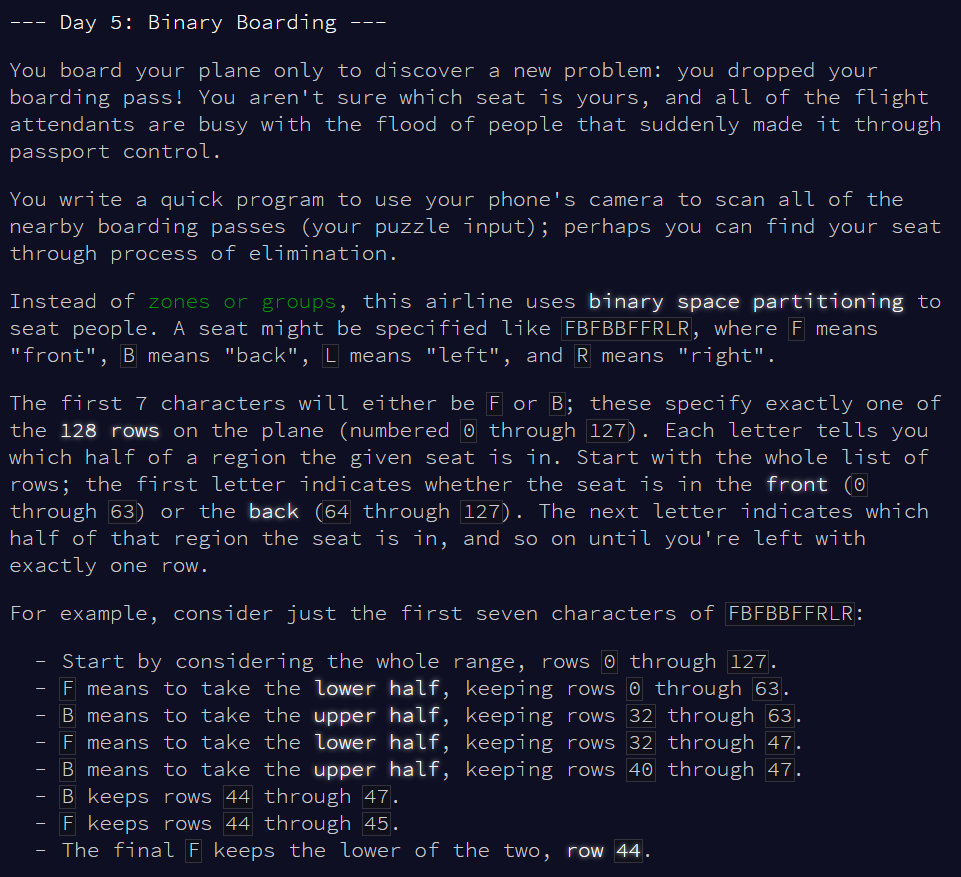 --- Day 5: Binary Boarding ---
You board your plane only to discover a new problem: you dropped your
boarding pass! You aren't sure which seat is yours, and all of the flight
attendants are busy with the flood of people that suddenly made it through
passport control.
You write a quick program to use your phone's camera to scan all of the
nearby boarding passes (your puzzle input); perhaps you can find your seat
through process of elimination.
Instead of zones or groups, this airline uses binary space partitioning to
seat people. A seat might be specified like FBFBBFFRLR, where F means
"front", B means "back", L means "left", and R means "right".
The first 7 characters will either be F or B; these specify exactly one of
the 128 rows on the plane (numbered 0 through 127). Each letter tells you
which half of a region the given seat is in. Start with the whole list of
rows; the first letter indicates whether the seat is in the front (0
through 63) or the back (64 through 127). The next letter indicates which
half of that region the seat is in, and so on until you're left with
exactly one row.
For example, consider just the first seven characters of FBFBBFFRLR:
- Start by considering the whole range, rows 0 through 127.
- F means to take the lower half, keeping rows 0 through 63.
- B means to take the upper half, keeping rows 32 through 63.
- F means to take the lower half, keeping rows 32 through 47.
- B means to take the upper half, keeping rows 40 through 47.
- B keeps rows 44 through 47.
- F keeps rows 44 through 45.
- The final F keeps the lower of the two, row 44.